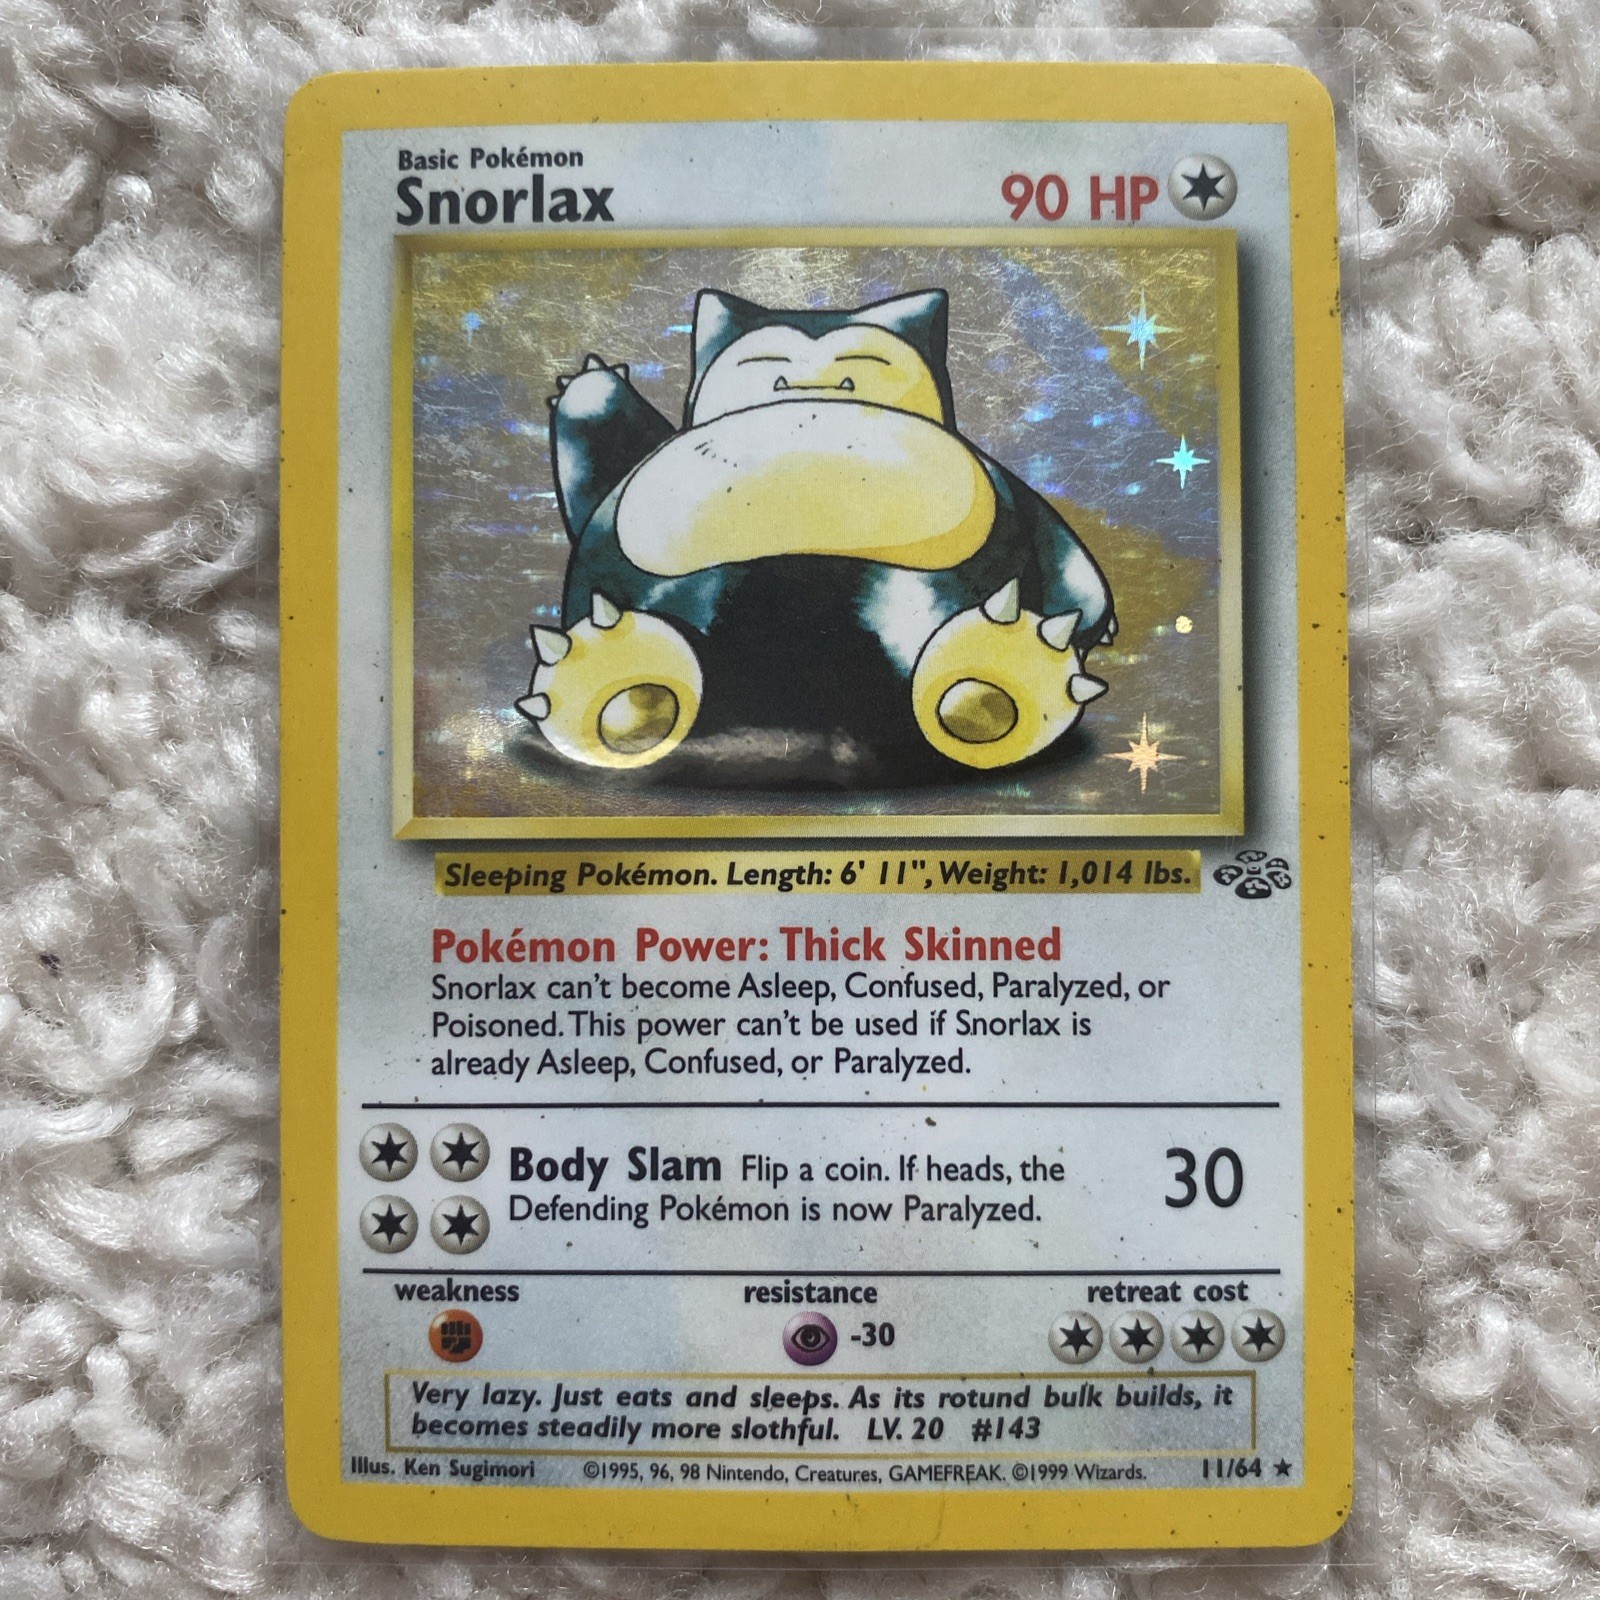 Basic Pokémon
Snorlax
90 HP
Sleeping Pokémon. Length: 6' 11", Weight: 1,014 lbs.
Pokémon Power: Thick Skinned
Snorlax can't become Asleep, Confused, Paralyzed, or
Poisoned. This power can't be used if Snorlax is
already Asleep, Confused, or Paralyzed.
Body Slam Flip a coin. If heads, the
Defending Pokémon is now Paralyzed.
30
weakness
resistance
retreat cost
-30
Very lazy. Just eats and sleeps. As its rotund bulk builds, it
becomes steadily more slothful. LV. 20 #143
Illus. Ken Sugimori ©1995, 96, 98 Nintendo, Creatures, GAMEFREAK. ©1999 Wizards. 11/64 ★